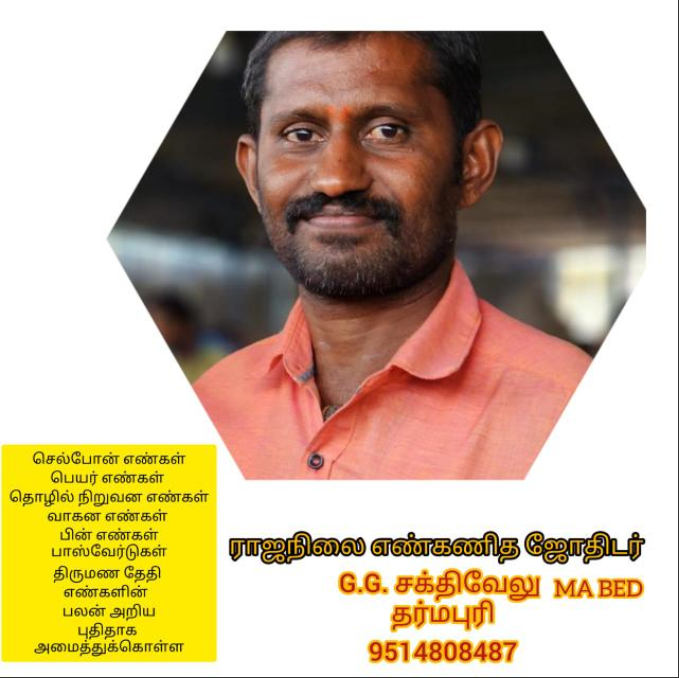 செல்போன் எண்கள்
பெயர் எண்கள்
தொழில் நிறுவன எண்கள்
வாகன எண்கள்
பின் எண்கள்
பாஸ்வேர்டுகள்
திருமண தேதி
எண்களின்
பலன் அறிய
புதிதாக
அமைத்துக்கொள்ள
ராஜநிலை எண்கணித ஜோதிடர்
G.G. சக்திவேலு MA BED
தர்மபுரி
9514808487